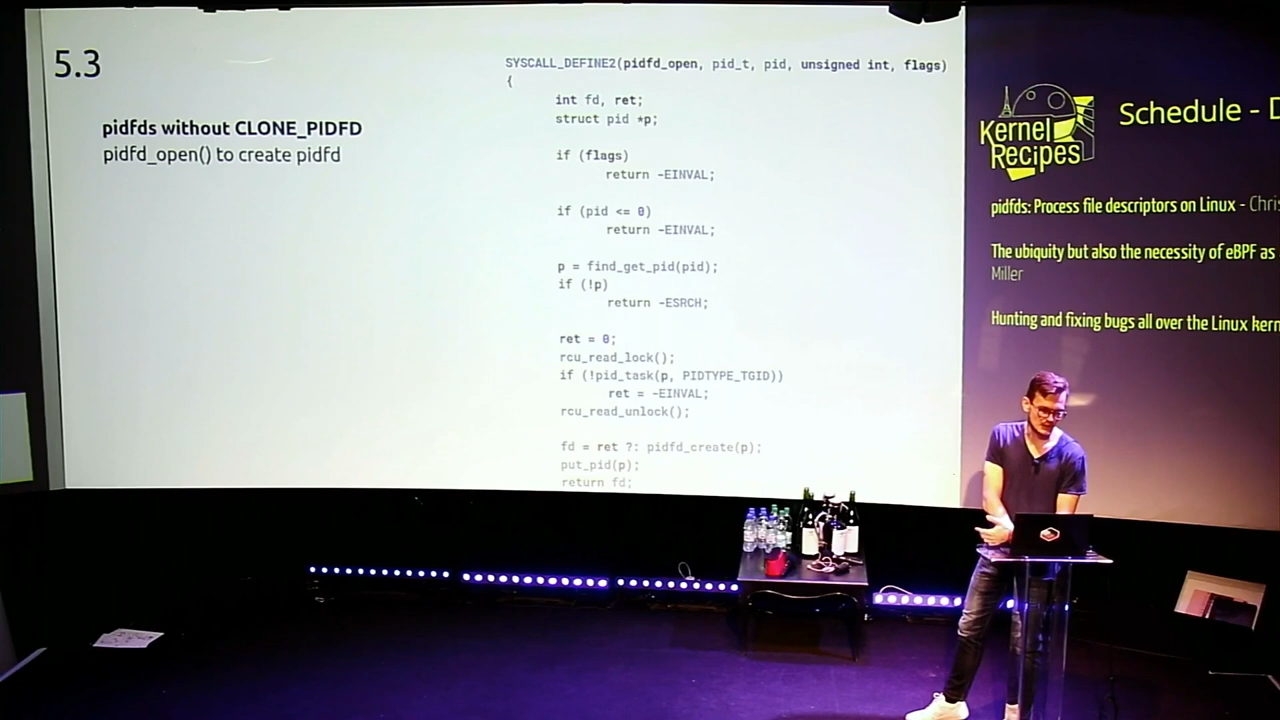 5.3
pidfds without CLONE_PIDFD
pidfd_open() to create pidfd
SYSCALL_DEFINE2(pidfd_open, pid_t, pid, unsigned int, flags)
{
int fd, ret;
struct pid *p;
if (flags)
return -EINVAL;
if (pid <= 0)
return -EINVAL;
p = find_get_pid(pid);
if (!p)
return -ESRCH;
ret = 0;
rcu_read_lock();
if (!pid_task(p, PIDTYPE_TGID))
ret = -EINVAL;
rcu_read_unlock();
fd = ret ?: pidfd_create(p);
put_pid(p);
return fd;
Kernel
Recipes
Schedule - D
pidfds: Process file descriptors on Linux - Chris
The ubiquity but also the necessity of eBPF as
Miller
Hunting and fixing bugs all over the Linux kern